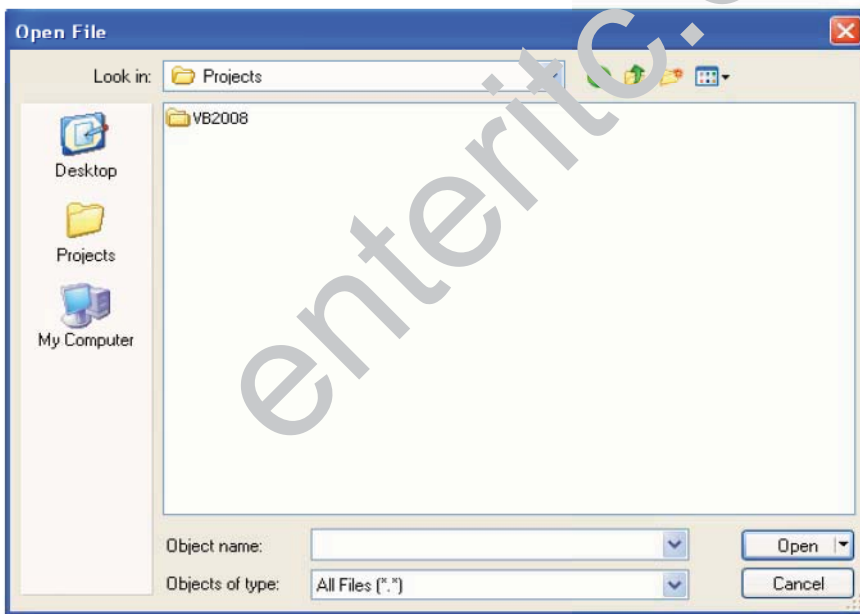 Open File
Look in: Projects
VB2008
Desktop
Projects
My Computer
Object name:
Open
Objects of type: All Files (*.*)
Cancel
enteritc.